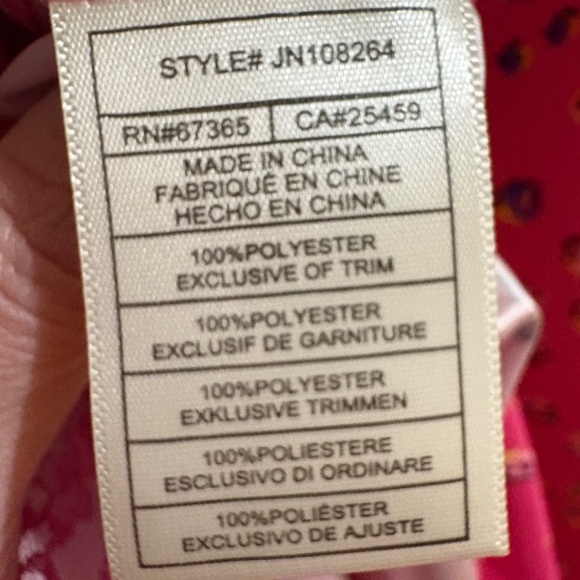 STYLE# JN108264
RN#67365 CA#25459
MADE IN CHINA
FABRIQUÉ EN CHINE
HECHO EN CHINA
100%POLYESTER
EXCLUSIVE OF TRIM
100%POLYESTER
EXCLUSIF DE GARNITURE
100%POLYESTER
EXKLUSIVE TRIMMEN
100%POLIESTERE
ESCLUSIVO DI ORDINARE
100%POLIÉSTER
EXCLUSIVO DE AJUSTE